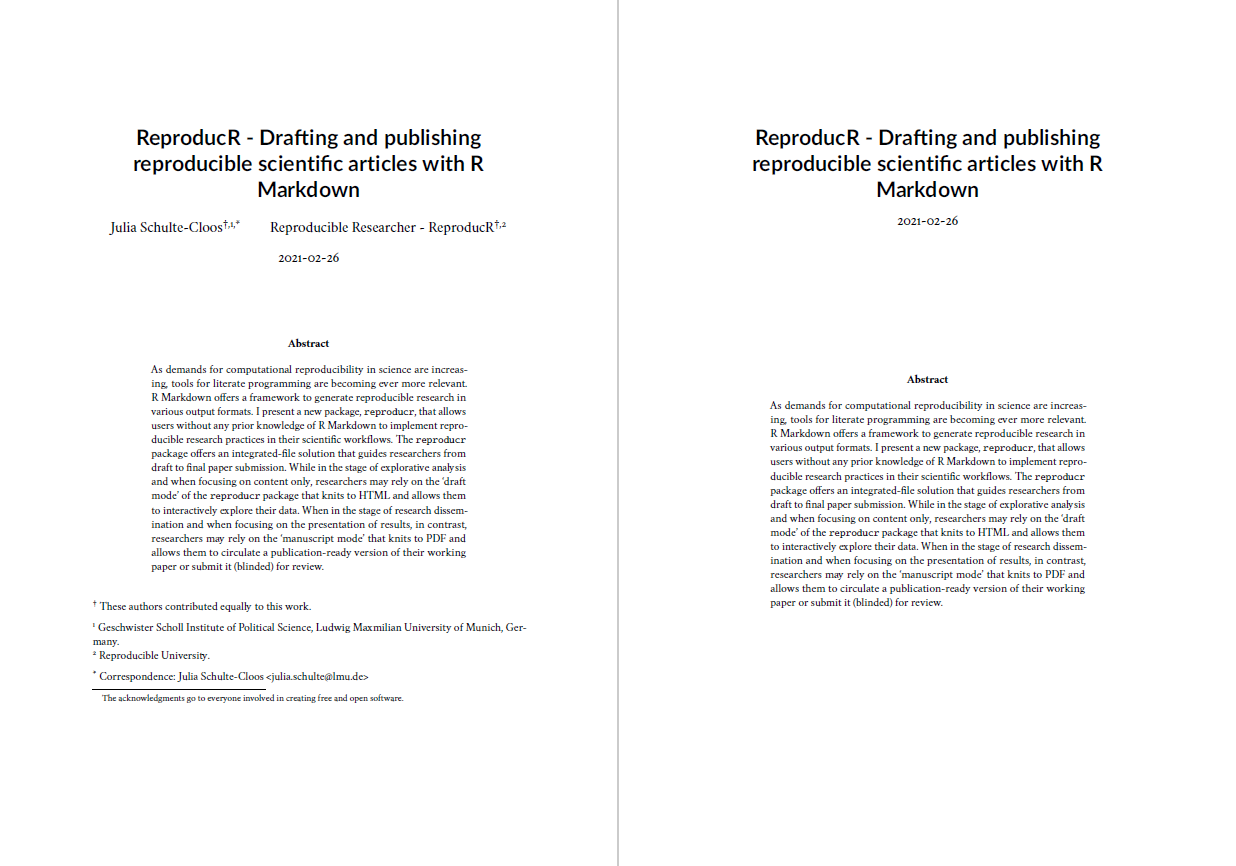 ReproducR - Drafting and publishing
reproducible scientific articles with R
Markdown
Julia Schulte-Cloos†,1,* Reproducible Researcher - ReproducR†,2
2021-02-26
Abstract
As demands for computational reproducibility in science are increas-
ing, tools for literate programming are becoming ever more relevant.
R Markdown offers a framework to generate reproducible research in
various output formats. I present a new package, reproducr, that allows
users without any prior knowledge of R Markdown to implement repro-
ducible research practices in their scientific workflows. The reproducr
package offers an integrated-file solution that guides researchers from
draft to final paper submission. While in the stage of explorative analysis
and when focusing on content only, researchers may rely on the ‘draft
mode’ of the reproducr package that knits to HTML and allows them
to interactively explore their data. When in the stage of research dissem-
ination and when focusing on the presentation of results, in contrast,
researchers may rely on the ‘manuscript mode’ that knits to PDF and
allows them to circulate a publication-ready version of their working
paper or submit it (blinded) for review.
† These authors contributed equally to this work.
1 Geschwister Scholl Institute of Political Science, Ludwig Maxmilian University of Munich, Ger-
many.
2 Reproducible University.
* Correspondence: Julia Schulte-Cloos <julia.schulte@lmu.de>
The acknowledgments go to everyone involved in creating free and open software.
ReproducR - Drafting and publishing
reproducible scientific articles with R
Markdown
2021-02-26
Abstract
As demands for computational reproducibility in science are increas-
ing, tools for literate programming are becoming ever more relevant.
R Markdown offers a framework to generate reproducible research in
various output formats. I present a new package, reproducr, that allows
users without any prior knowledge of R Markdown to implement repro-
ducible research practices in their scientific workflows. The reproducr
package offers an integrated-file solution that guides researchers from
draft to final paper submission. While in the stage of explorative analysis
and when focusing on content only, researchers may rely on the ‘draft
mode’ of the reproducr package that knits to HTML and allows them
to interactively explore their data. When in the stage of research dissem-
ination and when focusing on the presentation of results, in contrast,
researchers may rely on the ‘manuscript mode’ that knits to PDF and
allows them to circulate a publication-ready version of their working
paper or submit it (blinded) for review.